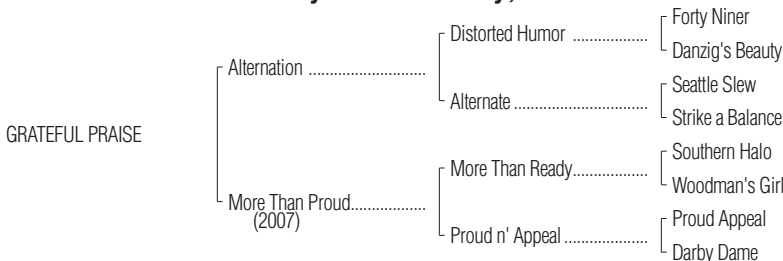 Forty Niner
Distorted Humor ..................
Danzig's Beauty
Alternation ...........................
Seattle Slew
Alternate ...............................
Strike a Balance
GRATEFUL PRAISE
Southern Halo
More Than Ready..................
Woodman's Girl
More Than Proud..................
(2007)
Proud Appeal
Proud n' Appeal ....................
Darby Dame